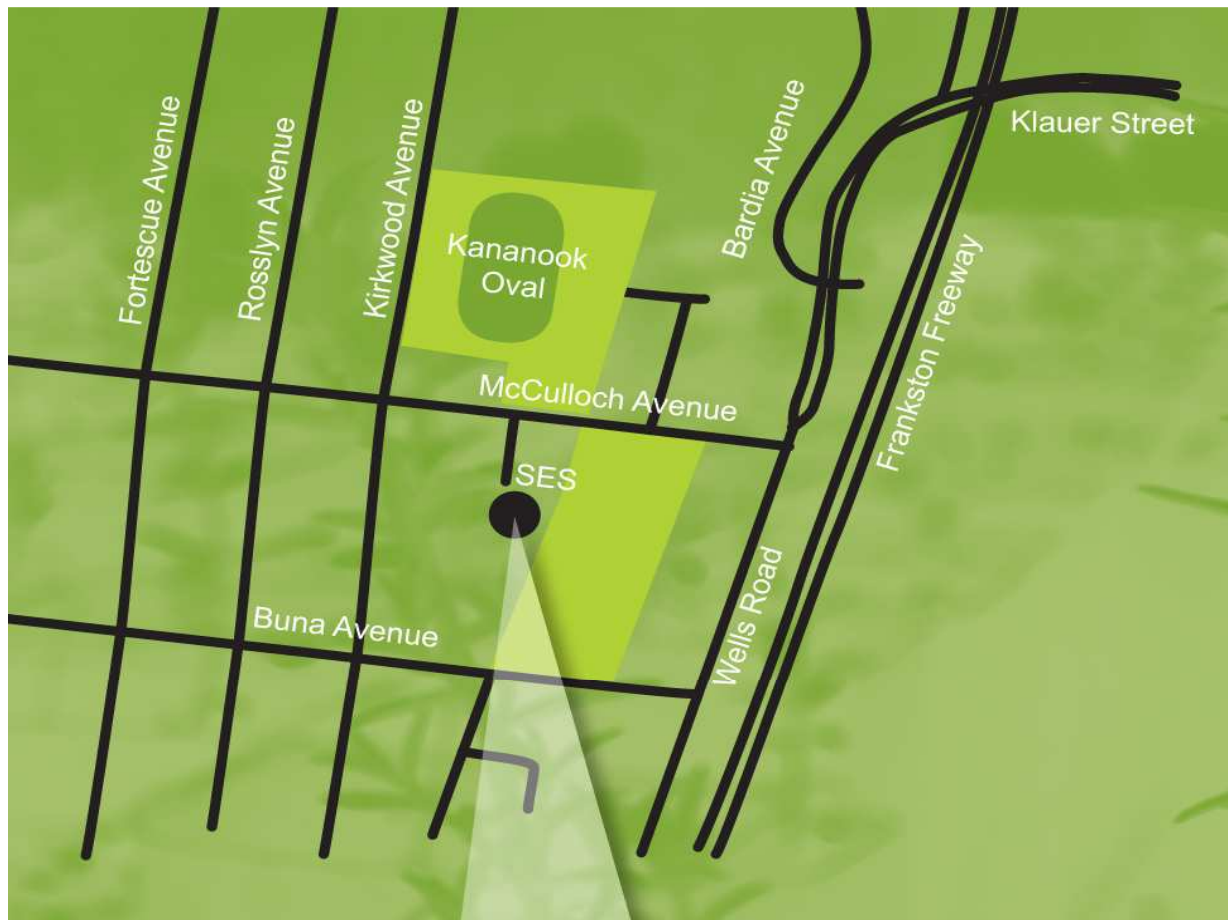 Fortescue Avenue
Rosslyn Avenue
Kirkwood Avenue
Kananook
Oval
Bardia Avenue
Klauer Street
Frankston Freeway
McCulloch Avenue
SES
Buna Avenue
Wells Road